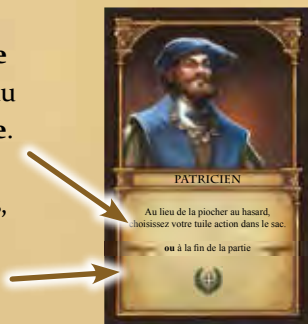 e
u
e.
,
PATRICIEN
Au lieu de la piocher au hasard,
choisissez votre tuile action dans le sac.
ou à la fin de la partie